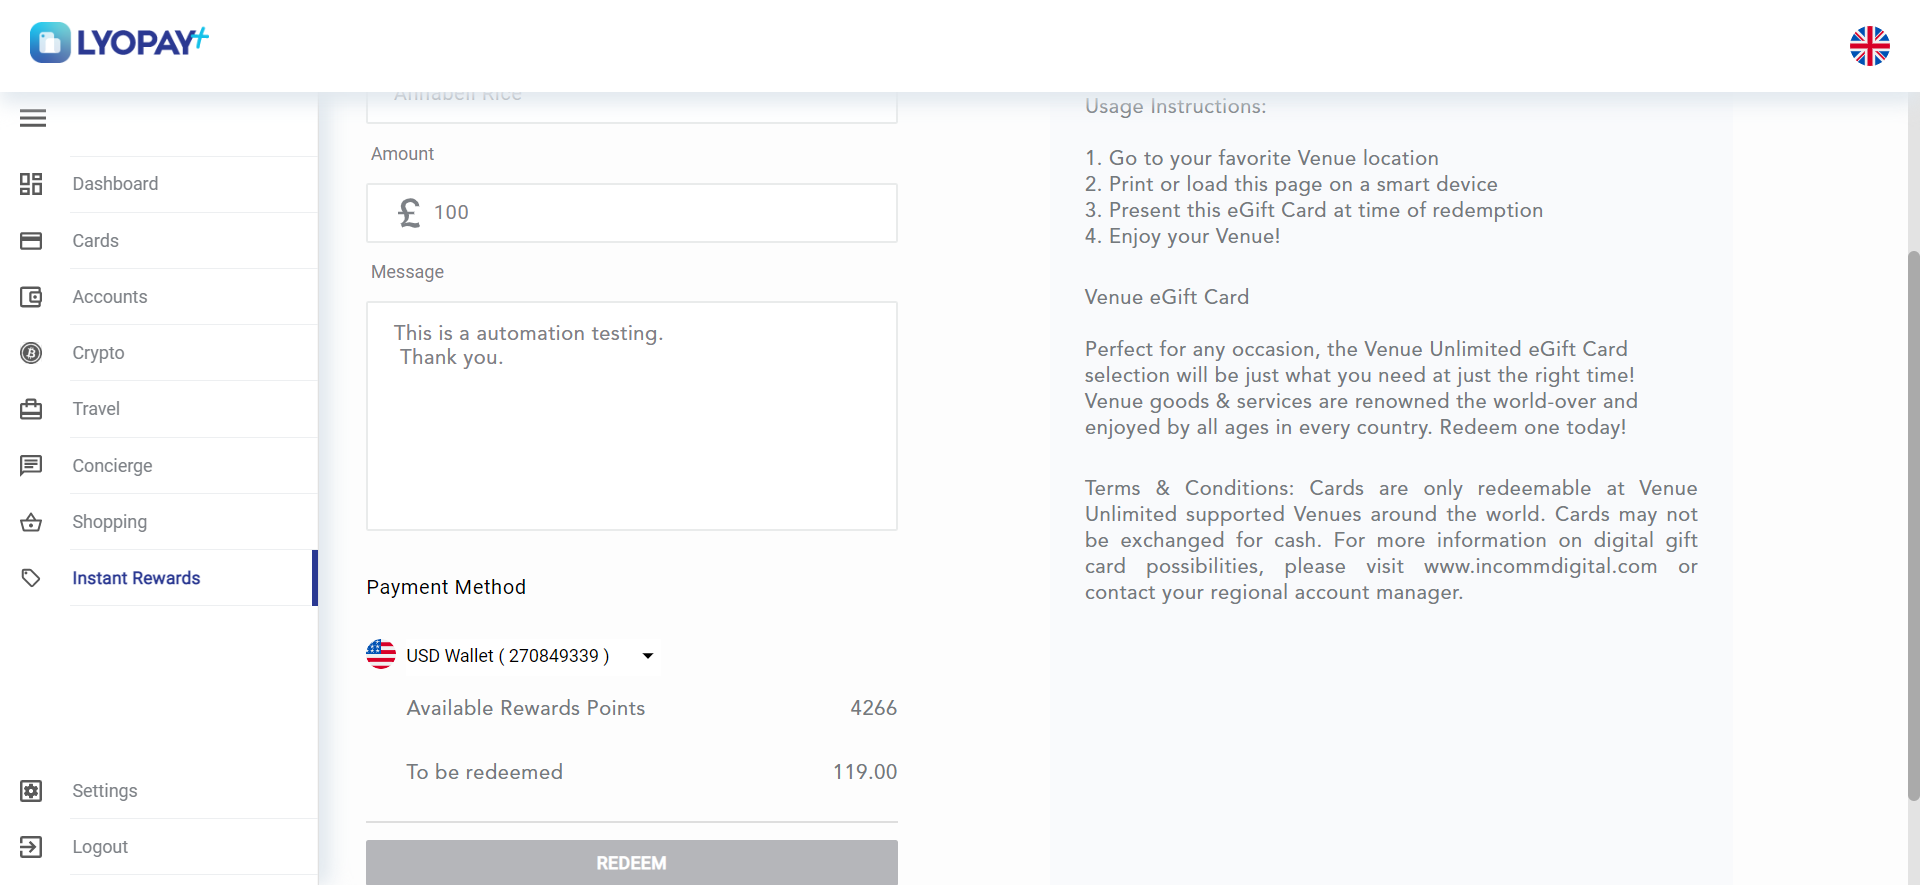 LYOPAY+
Dashboard
Cards
Accounts
Crypto
Travel
Concierge
Shopping
Instant Rewards
Settings
Logout
Annabell Rice
Amount
£ 100
Message
This is a automation testing.
Thank you.
Payment Method
USD Wallet ( 270849339 )
Available Rewards Points 4266
To be redeemed 119.00
REDEEM
Usage Instructions:
1. Go to your favorite Venue location
2. Print or load this page on a smart device
3. Present this eGift Card at time of redemption
4. Enjoy your Venue!
Venue eGift Card
Perfect for any occasion, the Venue Unlimited eGift Card
selection will be just what you need at just the right time!
Venue goods & services are renowned the world-over and
enjoyed by all ages in every country. Redeem one today!
Terms & Conditions: Cards are only redeemable at Venue
Unlimited supported Venues around the world. Cards may not
be exchanged for cash. For more information on digital gift
card possibilities, please visit www.incommdigital.com or
contact your regional account manager.